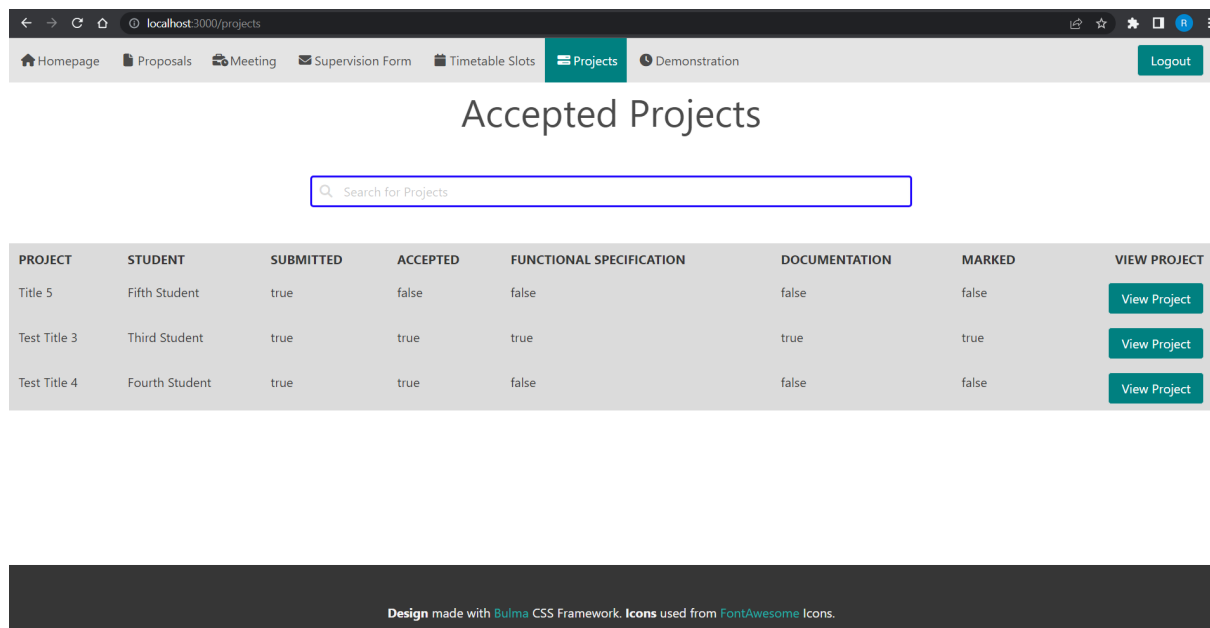 localhost:3000/projects R
Homepage Proposals Meeting Supervision Form Timetable Slots Projects Demonstration Logout
Accepted Projects
Search for Projects
PROJECT STUDENT SUBMITTED ACCEPTED FUNCTIONAL SPECIFICATION DOCUMENTATION MARKED VIEW PROJECT
Title 5 Fifth Student true false false false false View Project
Test Title 3 Third Student true true true true true View Project
Test Title 4 Fourth Student true true false false false View Project
Design made with Bulma CSS Framework. Icons used from FontAwesome Icons.